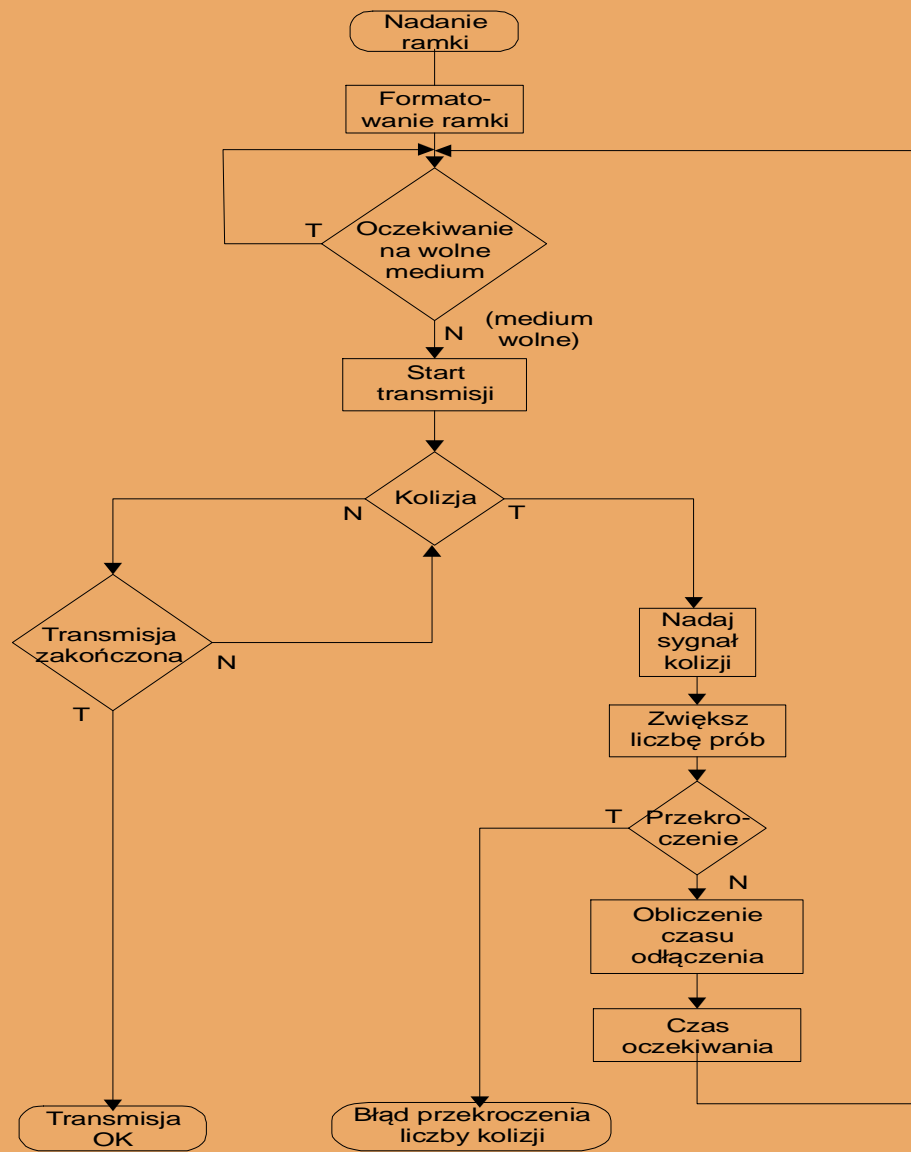 Nadanie
ramki
Formato-
wanie ramki
T
Oczekiwanie
na wolne
medium
N
(medium
wolne)
Start
transmisji
Kolizja
N
T
Transmisja
zakończona
N
T
Nadaj
sygnał
kolizji
Zwiększ
liczbę prób
T
Przekro-
czenie
N
Obliczenie
czasu
odłączenia
Czas
oczekiwania
Transmisja
OK
Błąd przekroczenia
liczby kolizji